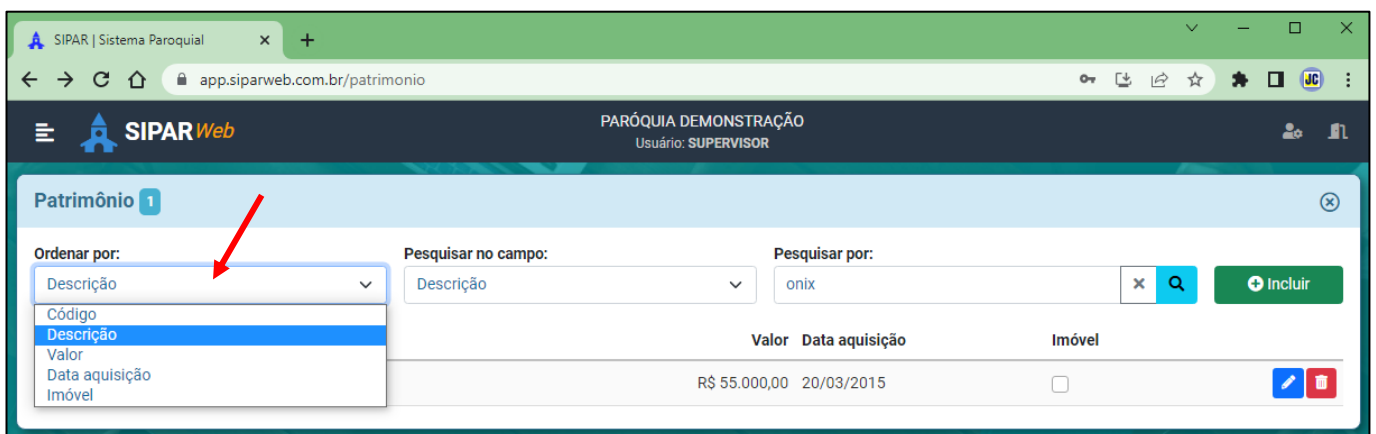 SIPAR | Sistema Paroquial
app.siparweb.com.br/patrimonio
JC
SIPAR Web
PARÓQUIA DEMONSTRAÇÃO
Usuário: SUPERVISOR
Patrimônio 1
Ordenar por: Pesquisar no campo: Pesquisar por:
Descrição Descrição onix Incluir
Código
Descrição
Valor
Data aquisição
Imóvel
Valor Data aquisição Imóvel
R$ 55.000,00 20/03/2015